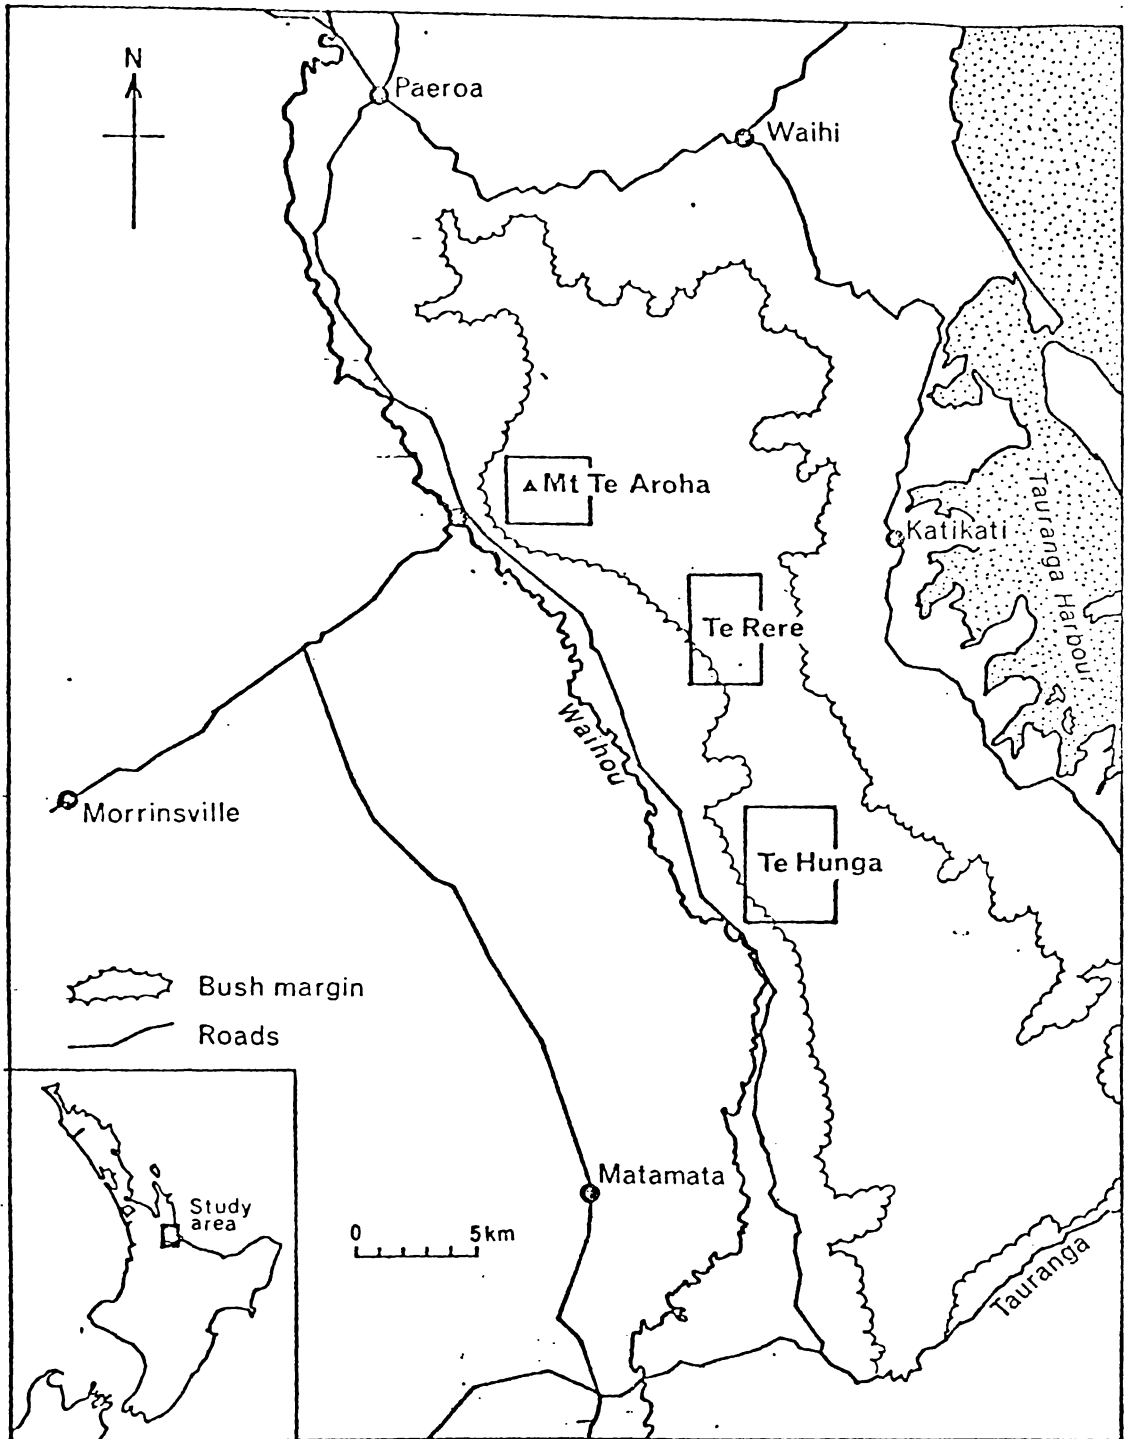 N
Paeroa
Waihi
Mt Te Aroha
Tauranga Harbour
Katikati
Te Rere
Waihou
Morrinsville
Te Hunga
Bush margin
Roads
Study
area
Matamata
0 5km
Tauranga